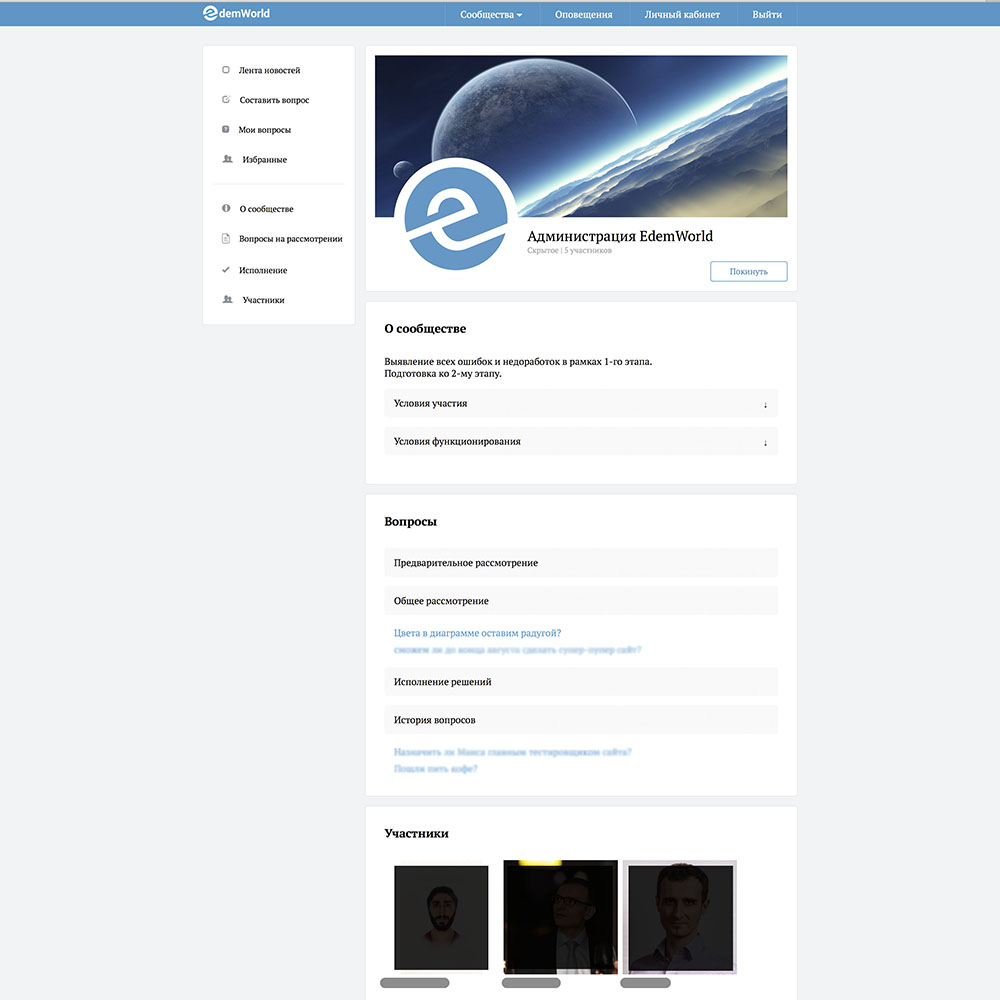 edemWorld
Сообщества
Оповещения
Личный кабинет
Выйти
Лента новостей
Составить вопрос
Мои вопросы
Избранные
О сообществе
Вопросы на рассмотрении
Исполнение
Участники
e
Администрация EdemWorld
Скрытое | 5 участников
Покинуть
О сообществе
Выявление всех ошибок и недоработок в рамках 1-го этапа.
Подготовка ко 2-му этапу.
Условия участия ↓
Условия функционирования ↓
Вопросы
Предварительное рассмотрение
Общее рассмотрение
Цвета в диаграмме оставим радугой?
сможем ли до конца августа сделать супер-пупер сайт?
Исполнение решений
История вопросов
Назначить ли Макса главным тестировщиком сайта?
Пошли пить кофе?
Участники